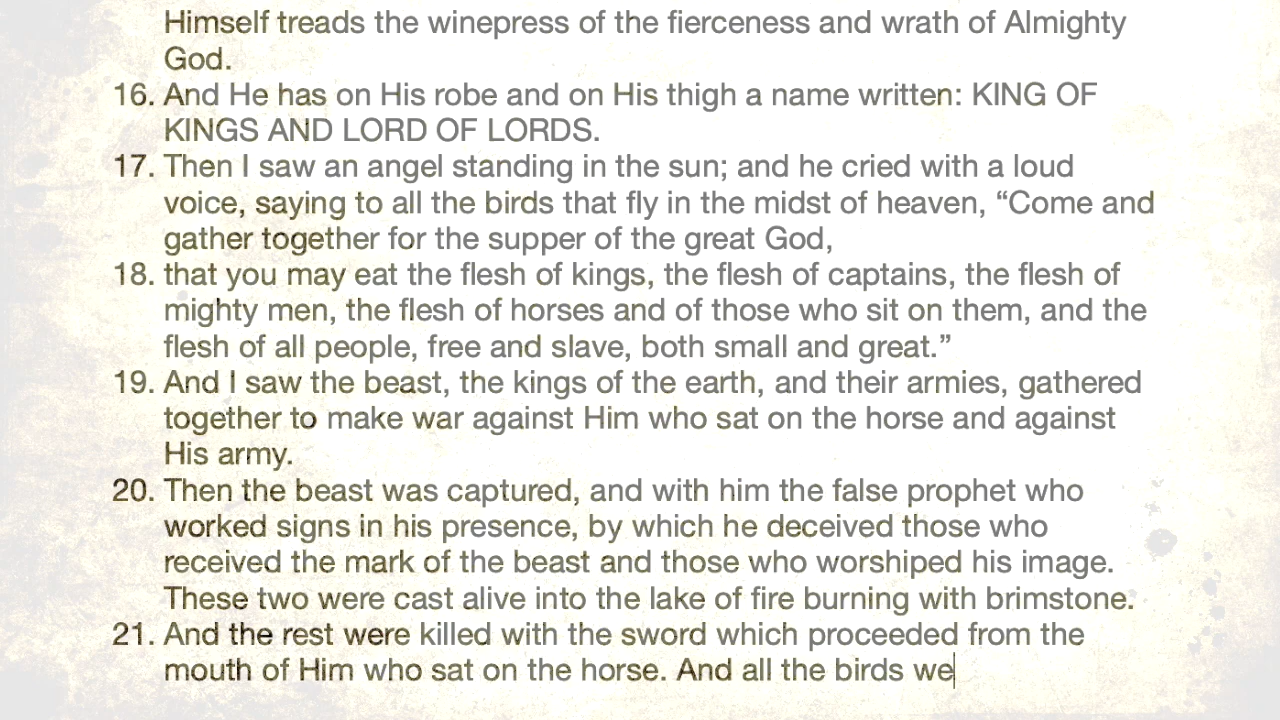 Himself treads the winepress of the fierceness and wrath of Almighty
God.
16. And He has on His robe and on His thigh a name written: KING OF
KINGS AND LORD OF LORDS.
17. Then I saw an angel standing in the sun; and he cried with a loud
voice, saying to all the birds that fly in the midst of heaven, “Come and
gather together for the supper of the great God,
18. that you may eat the flesh of kings, the flesh of captains, the flesh of
mighty men, the flesh of horses and of those who sit on them, and the
flesh of all people, free and slave, both small and great.”
19. And I saw the beast, the kings of the earth, and their armies, gathered
together to make war against Him who sat on the horse and against
His army.
20. Then the beast was captured, and with him the false prophet who
worked signs in his presence, by which he deceived those who
received the mark of the beast and those who worshiped his image.
These two were cast alive into the lake of fire burning with brimstone.
21. And the rest were killed with the sword which proceeded from the
mouth of Him who sat on the horse. And all the birds we